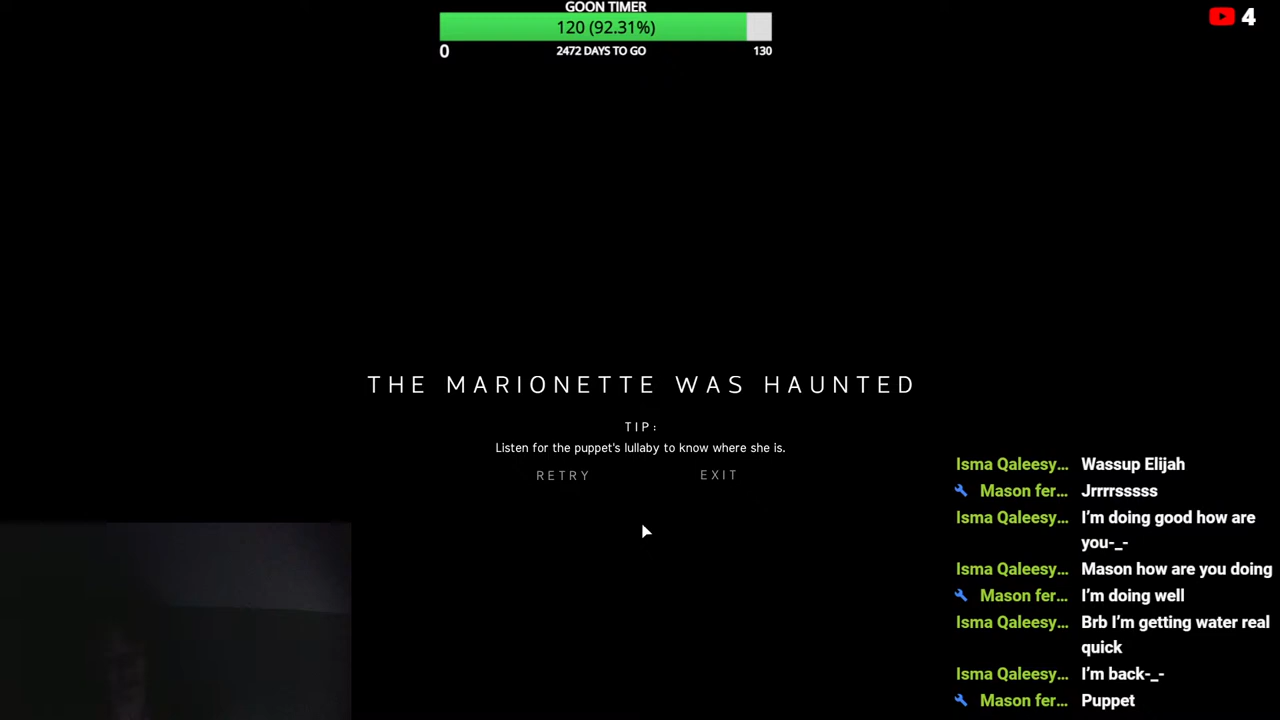 GOON TIMER
120 (92.31%)
0 2472 DAYS TO GO 130
4
THE MARIONETTE WAS HAUNTED
TIP:
Listen for the puppet's lullaby to know where she is.
RETRY EXIT
Isma Qaleesy... Wassup Elijah
Mason fer... Jrrrrsssss
Isma Qaleesy... I'm doing good how are
you-_-
Isma Qaleesy... Mason how are you doing
Mason fer... I'm doing well
Isma Qaleesy... Brb I'm getting water real
quick
Isma Qaleesy... I'm back-_-
Mason fer... Puppet